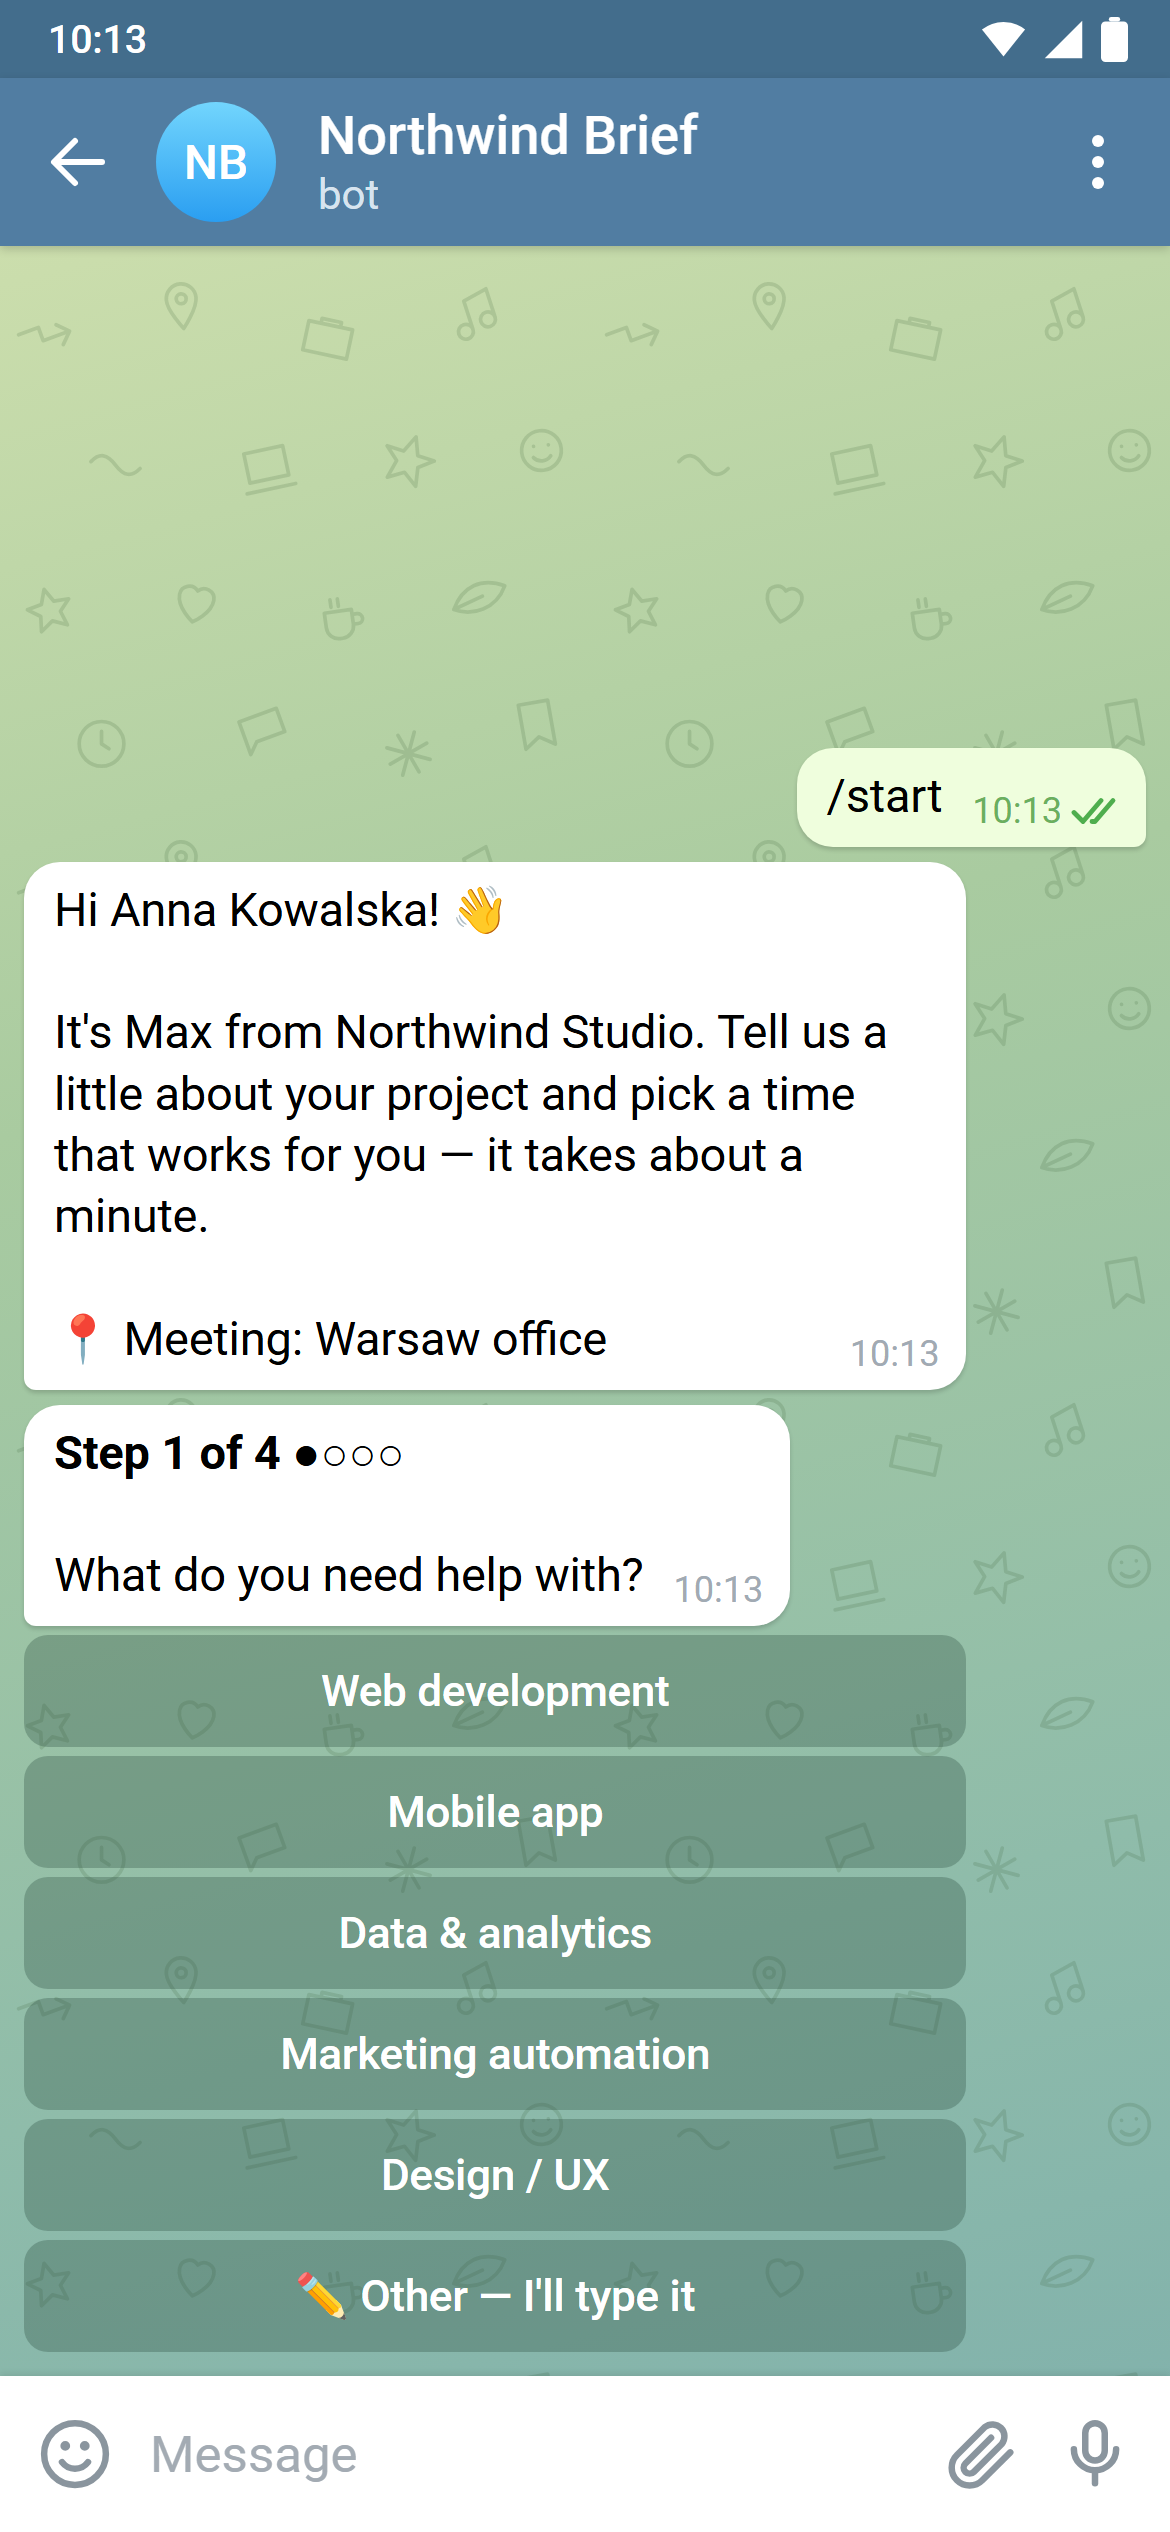 10:13
NB
Northwind Brief
bot
/start 10:13
Hi Anna Kowalska! 👋
It's Max from Northwind Studio. Tell us a
little about your project and pick a time
that works for you — it takes about a
minute.
📍 Meeting: Warsaw office 10:13
Step 1 of 4 ●○○○
What do you need help with? 10:13
Web development
Mobile app
Data & analytics
Marketing automation
Design / UX
✏️ Other — I'll type it
Message